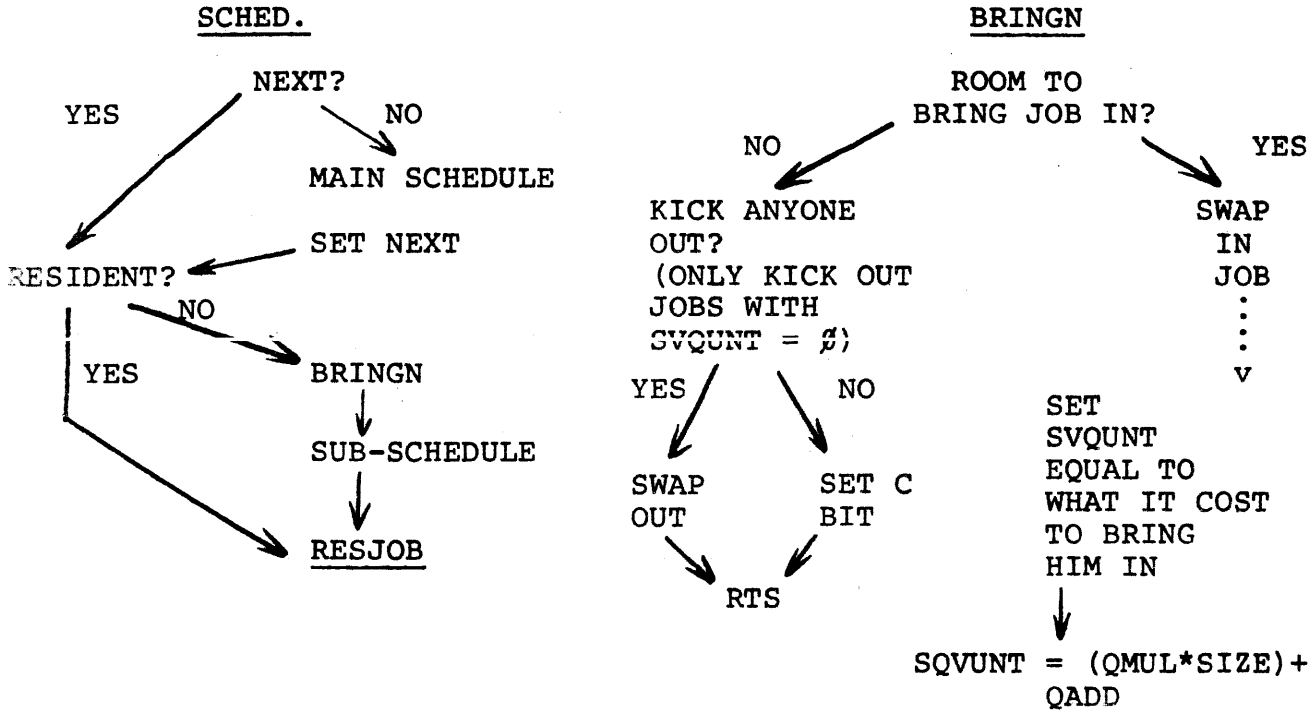 SCHED.
NEXT?
YES
NO
MAIN SCHEDULE
SET NEXT
RESIDENT?
NO
YES
BRINGN
SUB-SCHEDULE
RESJOB
BRINGN
ROOM TO
BRING JOB IN?
NO
YES
KICK ANYONE
OUT?
(ONLY KICK OUT
JOBS WITH
SVQUNT = Ø)
YES
NO
SWAP
OUT
SET C
BIT
RTS
SWAP
IN
JOB
v
SET
SVQUNT
EQUAL TO
WHAT IT COST
TO BRING
HIM IN
SQVUNT = (QMUL*SIZE)+
QADD